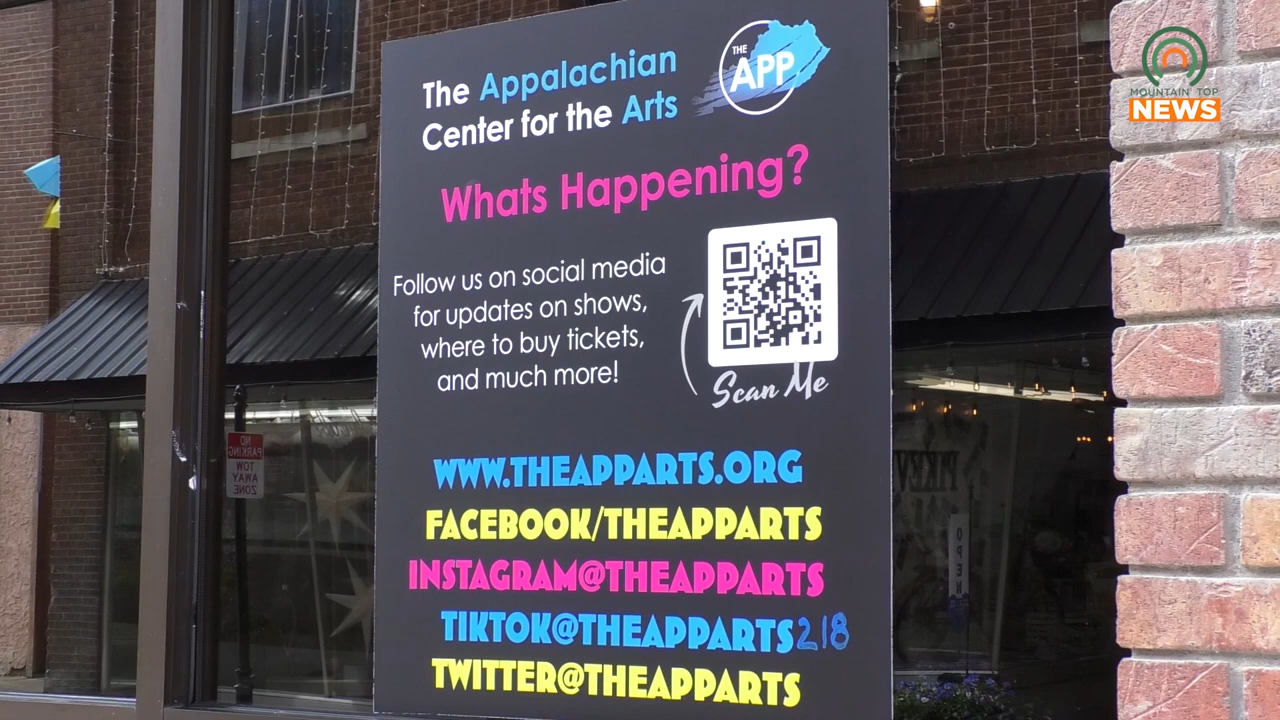 The Appalachian
Center for the Arts
THE
APP
Whats Happening?
Follow us on social media
for updates on shows,
where to buy tickets,
and much more!
Scan Me
WWW.THEAPPARTS.ORG
FACEBOOK/THEAPPARTS
INSTAGRAM@THEAPPARTS
TIKTOK@THEAPPARTS218
TWITTER@THEAPPARTS
MOUNTAIN TOP
NEWS
NO
PARKING
TOW
AWAY
ZONE
OPEN